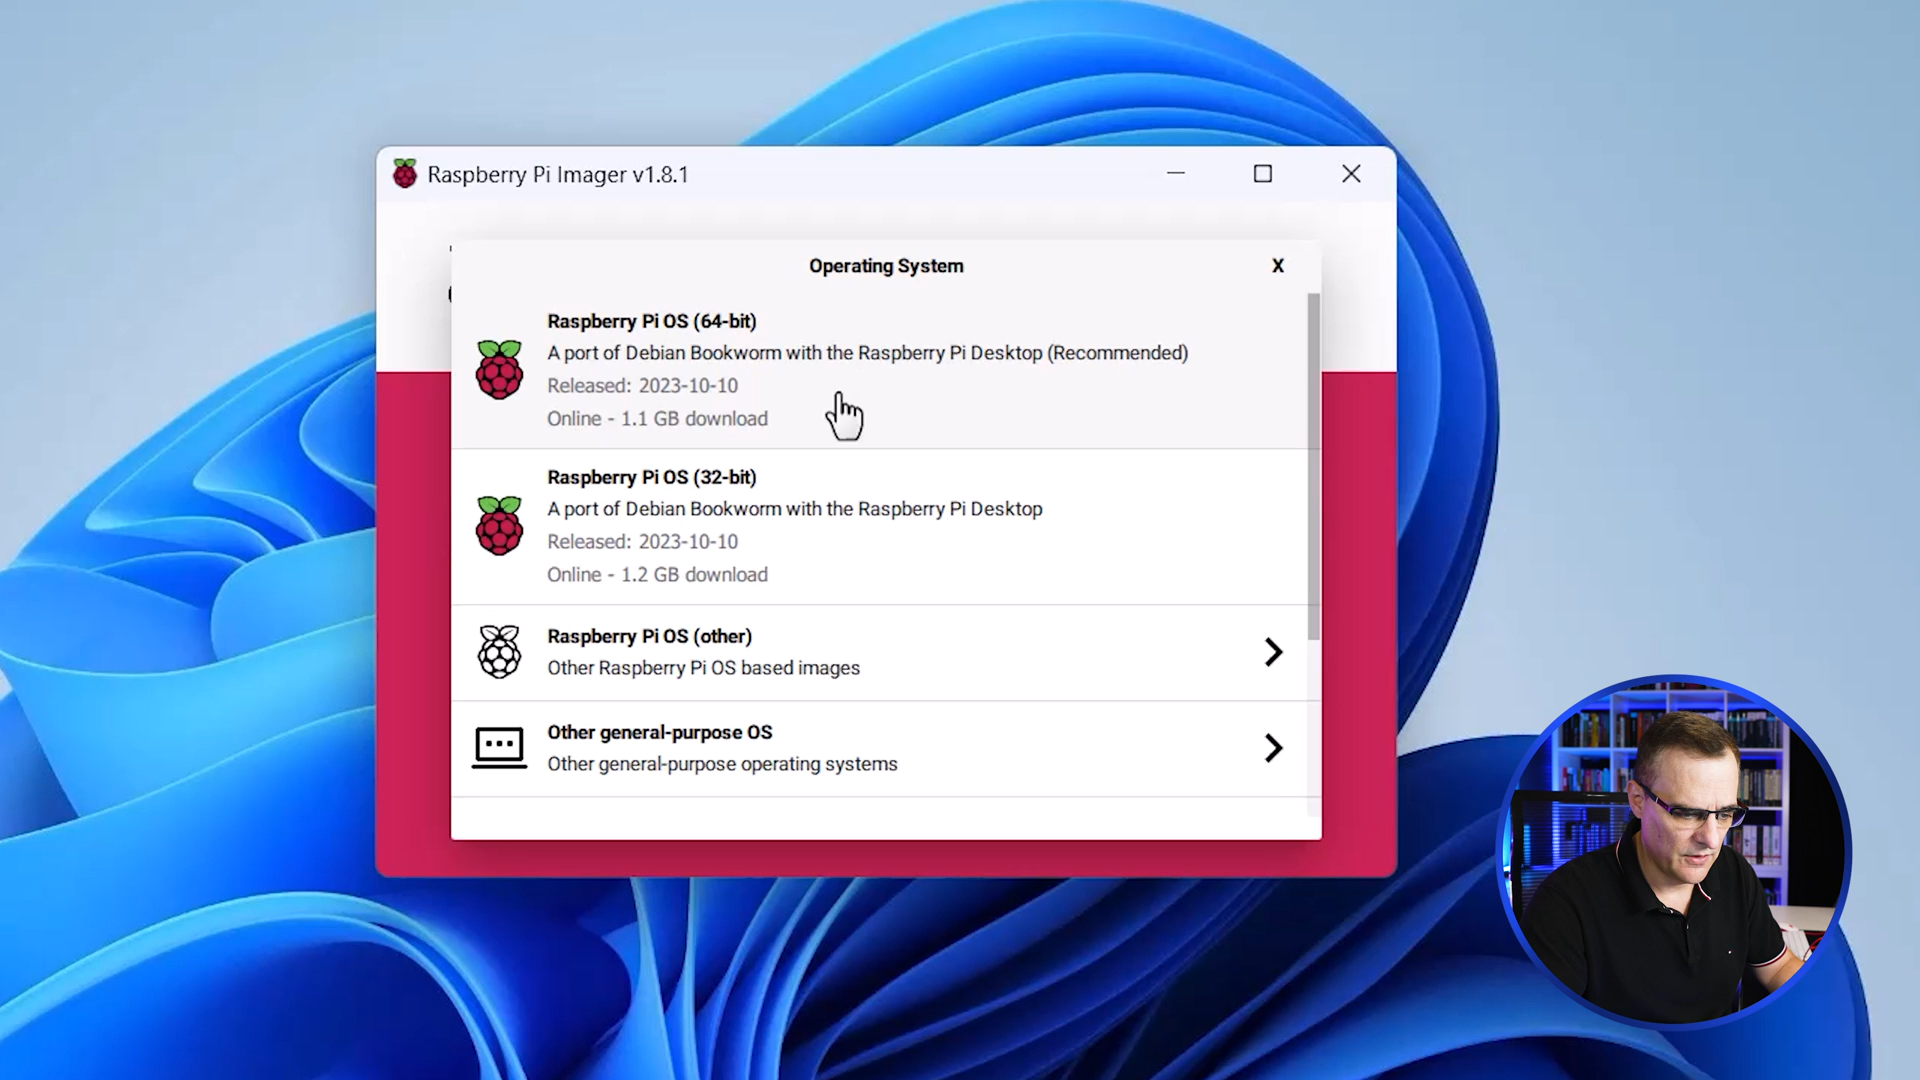 Raspberry Pi Imager v1.8.1
Operating System
X
Raspberry Pi OS (64-bit)
A port of Debian Bookworm with the Raspberry Pi Desktop (Recommended)
Released: 2023-10-10
Online - 1.1 GB download
Raspberry Pi OS (32-bit)
A port of Debian Bookworm with the Raspberry Pi Desktop
Released: 2023-10-10
Online - 1.2 GB download
Raspberry Pi OS (other)
Other Raspberry Pi OS based images
Other general-purpose OS
Other general-purpose operating systems